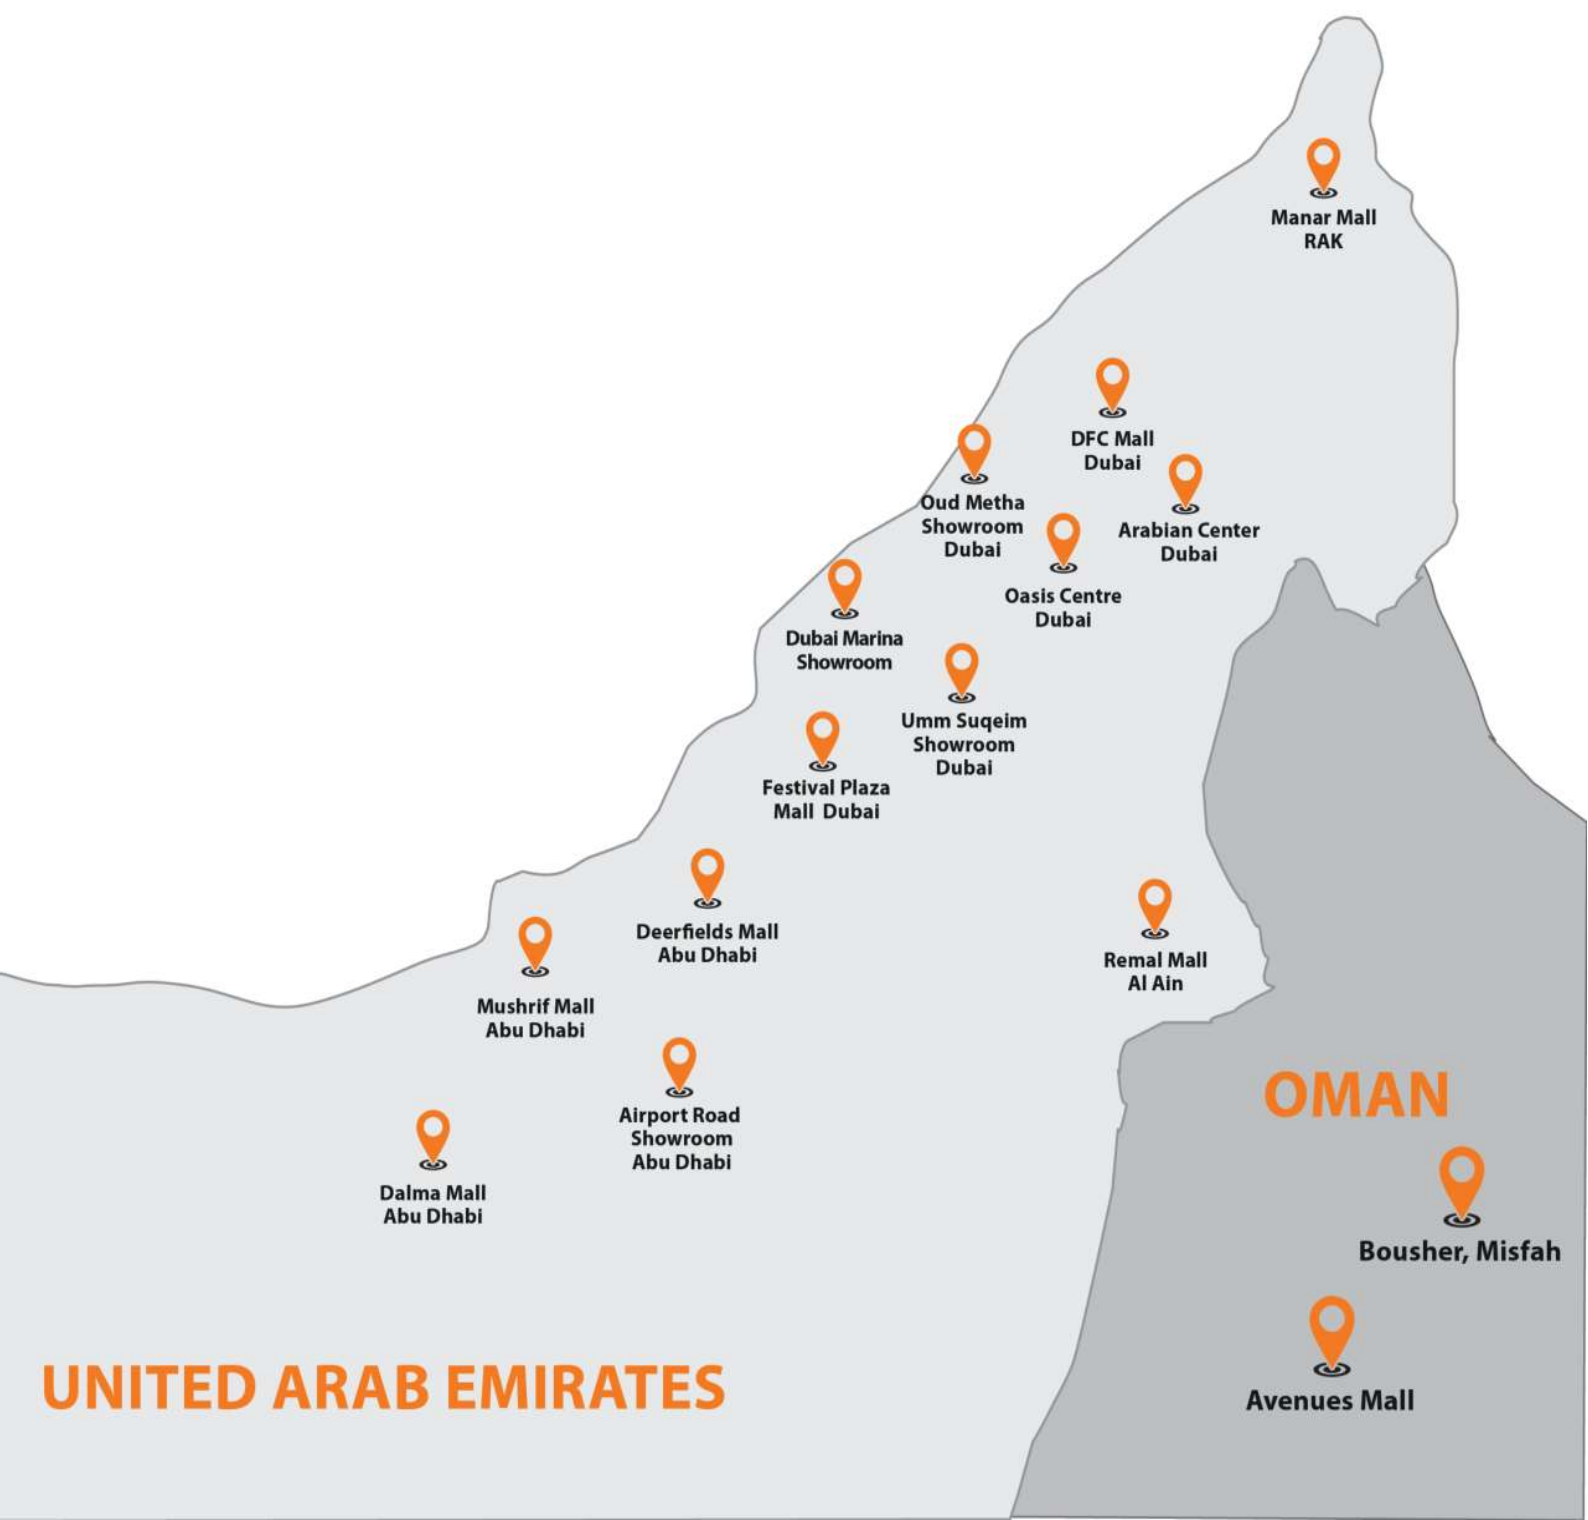 Manar Mall
RAK
DFC Mall
Dubai
Oud Metha
Showroom
Dubai
Arabian Center
Dubai
Oasis Centre
Dubai
Dubai Marina
Showroom
Umm Suqeim
Showroom
Dubai
Festival Plaza
Mall Dubai
Deerfields Mall
Abu Dhabi
Remal Mall
Al Ain
Mushrif Mall
Abu Dhabi
Airport Road
Showroom
Abu Dhabi
Dalma Mall
Abu Dhabi
OMAN
Bousher, Misfah
Avenues Mall
UNITED ARAB EMIRATES